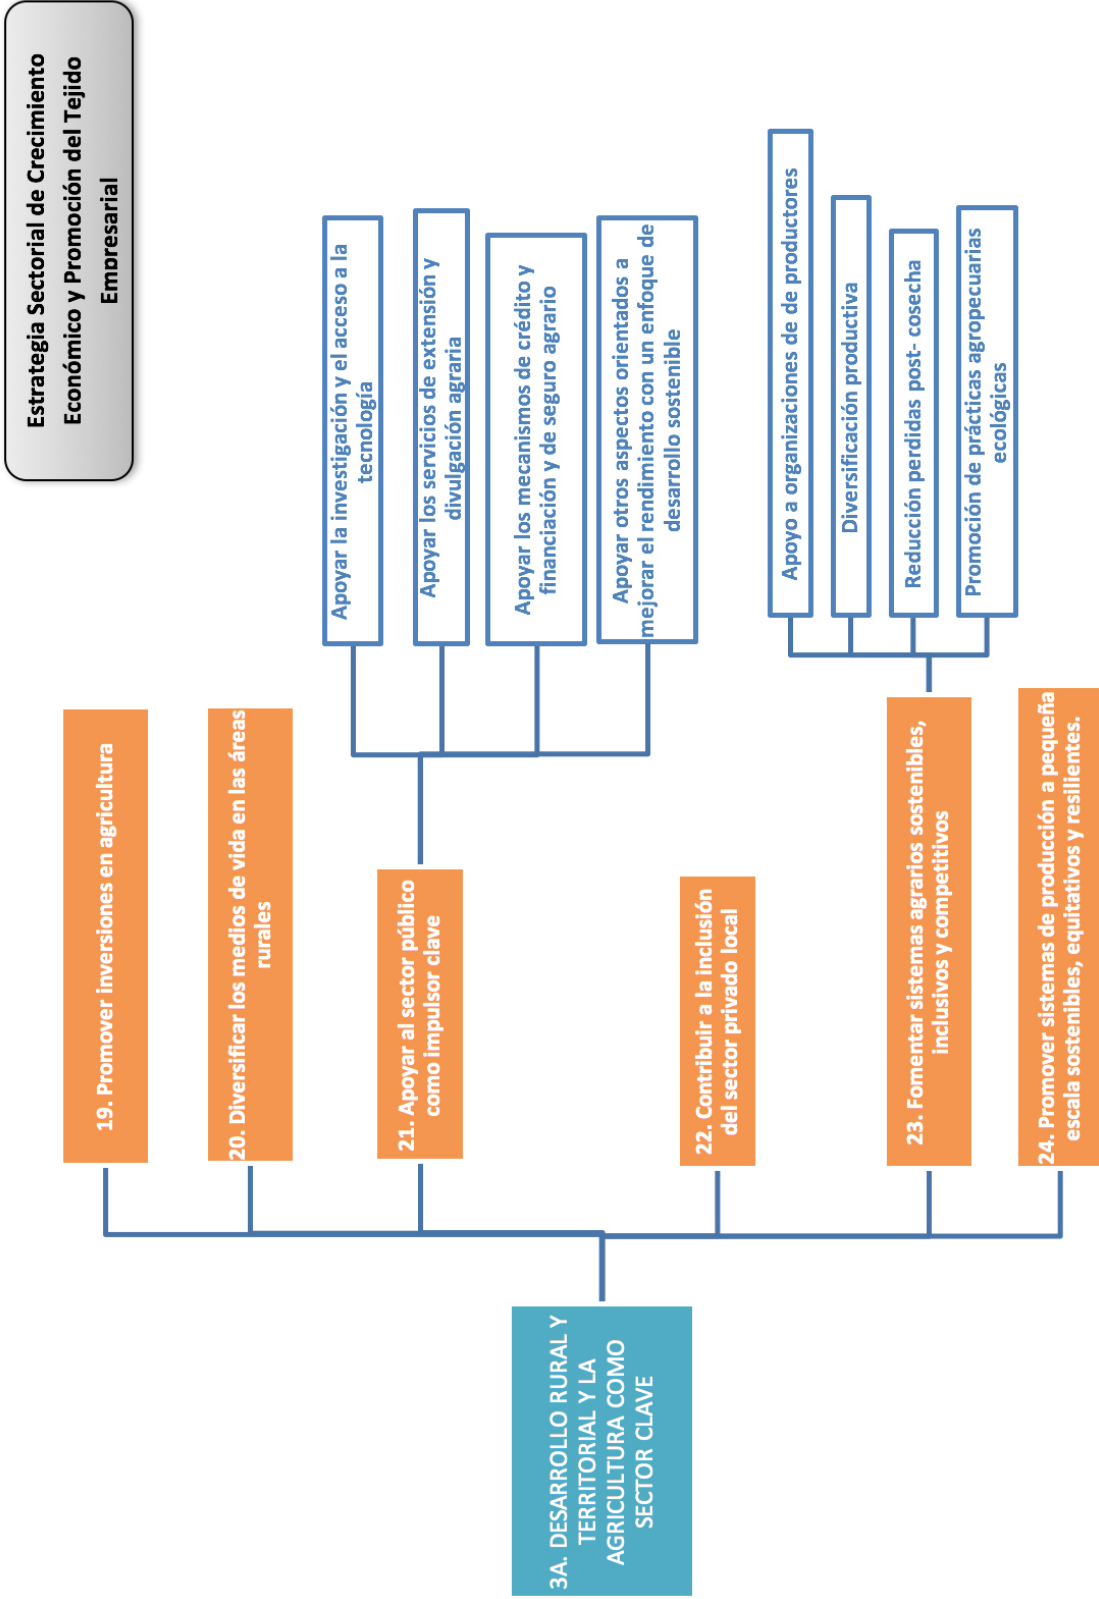 Estrategia Sectorial de Crecimiento
Económico y Promoción del Tejido
Empresarial
3A. DESARROLLO RURAL Y
TERRITORIAL Y LA
AGRICULTURA COMO
SECTOR CLAVE
19. Promover inversiones en agricultura
20. Diversificar los medios de vida en las áreas
rurales
21. Apoyar al sector público
como impulsor clave
Apoyar la investigación y el acceso a la
tecnología
Apoyar los servicios de extensión y
divulgación agraria
Apoyar los mecanismos de crédito y
financiación y de seguro agrario
Apoyar otros aspectos orientados a
mejorar el rendimiento con un enfoque de
desarrollo sostenible
22. Contribuir a la inclusión
del sector privado local
23. Fomentar sistemas agrarios sostenibles,
inclusivos y competitivos
Apoyo a organizaciones de de productores
Diversificación productiva
Reducción perdidas post- cosecha
Promoción de prácticas agropecuarias
ecológicas
24. Promover sistemas de producción a pequeña
escala sostenibles, equitativos y resilientes.